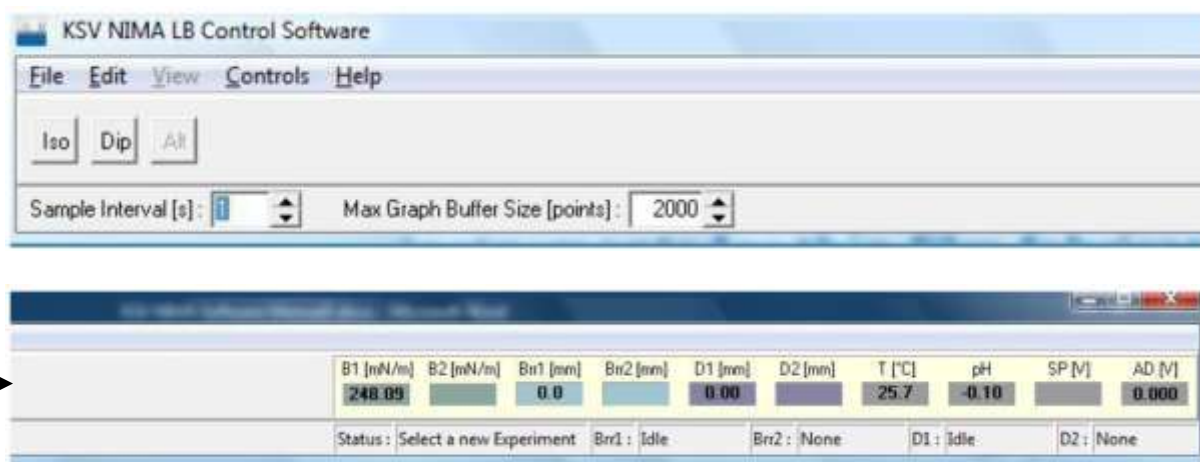 KSV NIMA LB Control Software
File Edit View Controls Help
Iso Dip Alt
Sample Interval [s] : 1 Max Graph Buffer Size [points] : 2000
B1 [mN/m] B2 [mN/m] Brr1 [mm] Brr2 [mm] D1 [mm] D2 [mm] T [°C] pH SP [V] AD [V]
248.09 0.0 0.00 25.7 -0.10 0.000
Status : Select a new Experiment Brr1 : Idle Brr2 : None D1 : Idle D2 : None